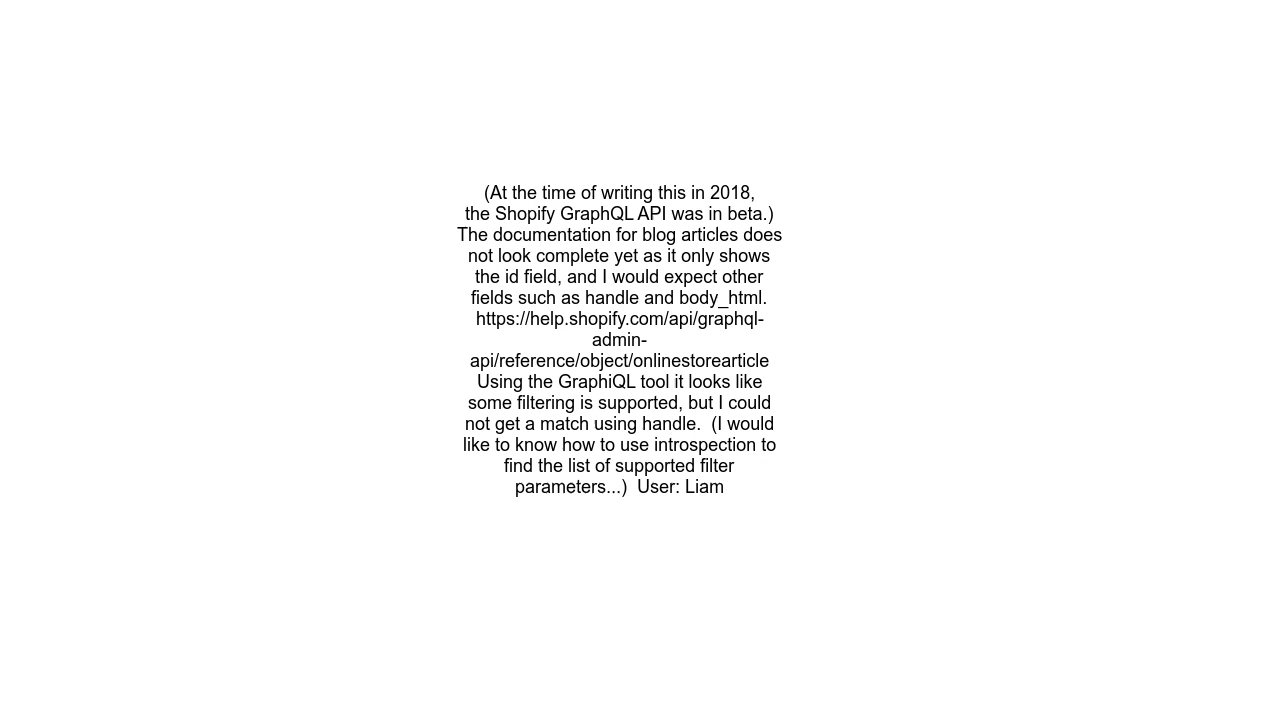 (At the time of writing this in 2018,
the Shopify GraphQL API was in beta.)
The documentation for blog articles does
not look complete yet as it only shows
the id field, and I would expect other
fields such as handle and body_html.
https://help.shopify.com/api/graphql-
admin-
api/reference/object/onlinestorearticle
Using the GraphiQL tool it looks like
some filtering is supported, but I could
not get a match using handle.  (I would
like to know how to use introspection to
find the list of supported filter
parameters...)  User: Liam